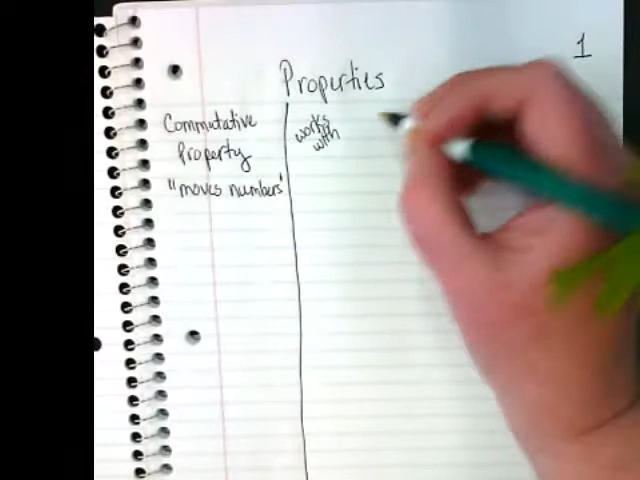 1
Properties
Commutative
Property
"moves numbers"
works
with